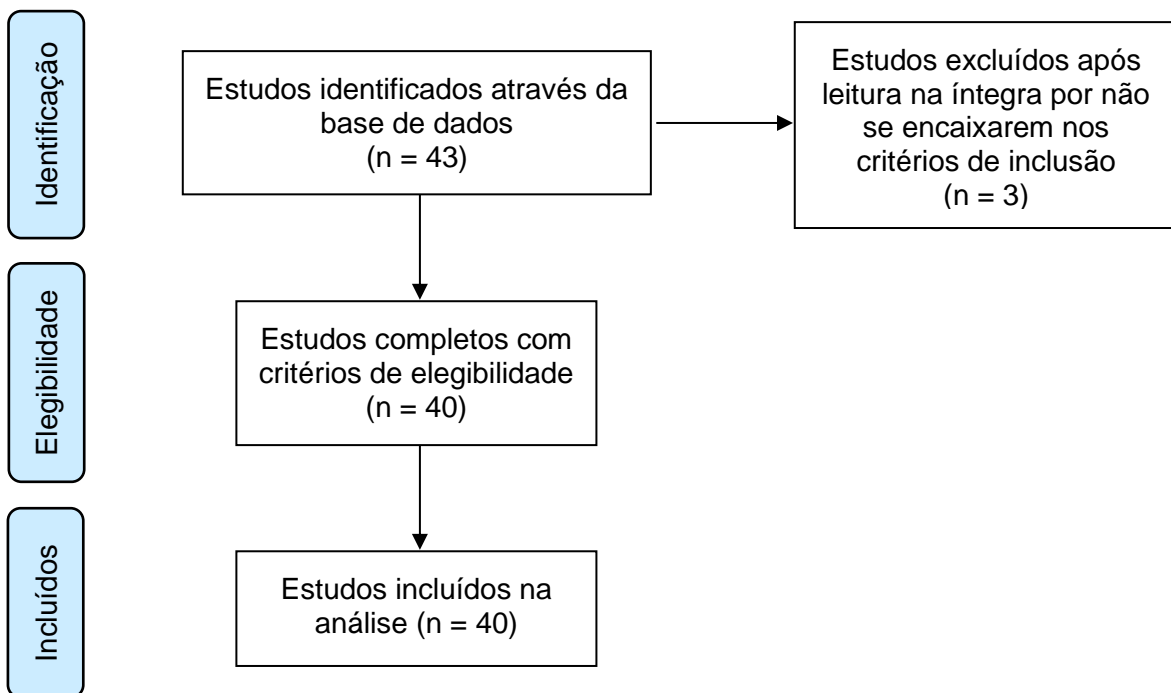 Identificação
Estudos identificados através da
base de dados
(n = 43)
Estudos excluídos após
leitura na íntegra por não
se encaixarem nos
critérios de inclusão
(n = 3)
Elegibilidade
Estudos completos com
critérios de elegibilidade
(n = 40)
Incluídos
Estudos incluídos na
análise (n = 40)